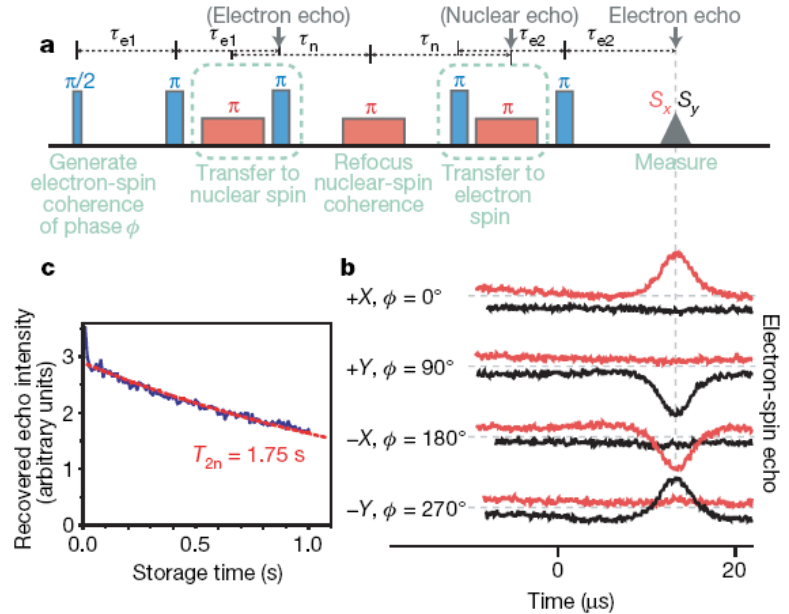 a
(Electron echo)
(Nuclear echo)
Electron echo
τe1
τe1
τn
τn
τe2
τe2
π/2
π
π
π
π
π
π
π
Sx Sy
Generate
electron-spin
coherence
of phase ϕ
Transfer to
nuclear spin
Refocus
nuclear-spin
coherence
Transfer to
electron
spin
Measure
c
Recovered echo intensity
(arbitrary units)
3
2
1
0
T2n = 1.75 s
0.0
0.5
1.0
Storage time (s)
b
+X, ϕ = 0°
+Y, ϕ = 90°
−X, ϕ = 180°
−Y, ϕ = 270°
Electron-spin echo
0
20
Time (μs)